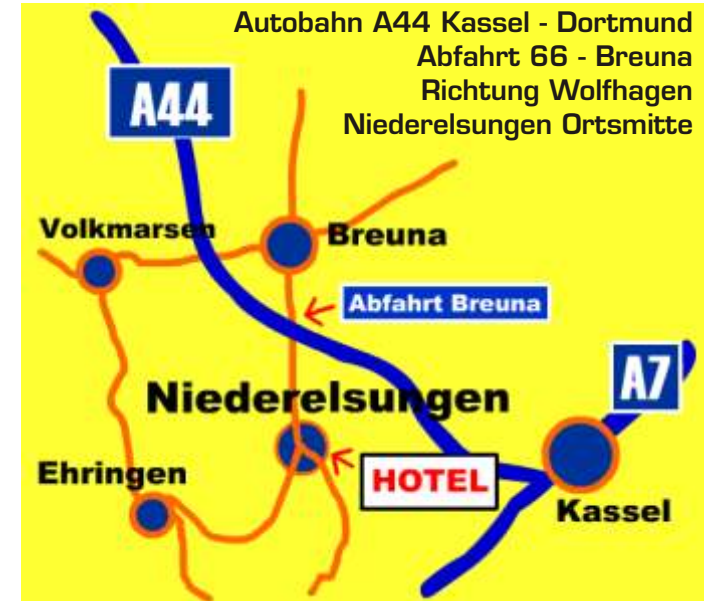 Autobahn A44 Kassel - Dortmund
Abfahrt 66 - Breuna
Richtung Wolfhagen
Niederelsungen Ortsmitte
A44
Volkmarsen
Breuna
Abfahrt Breuna
A7
Niederelsungen
Ehringen
HOTEL
Kassel